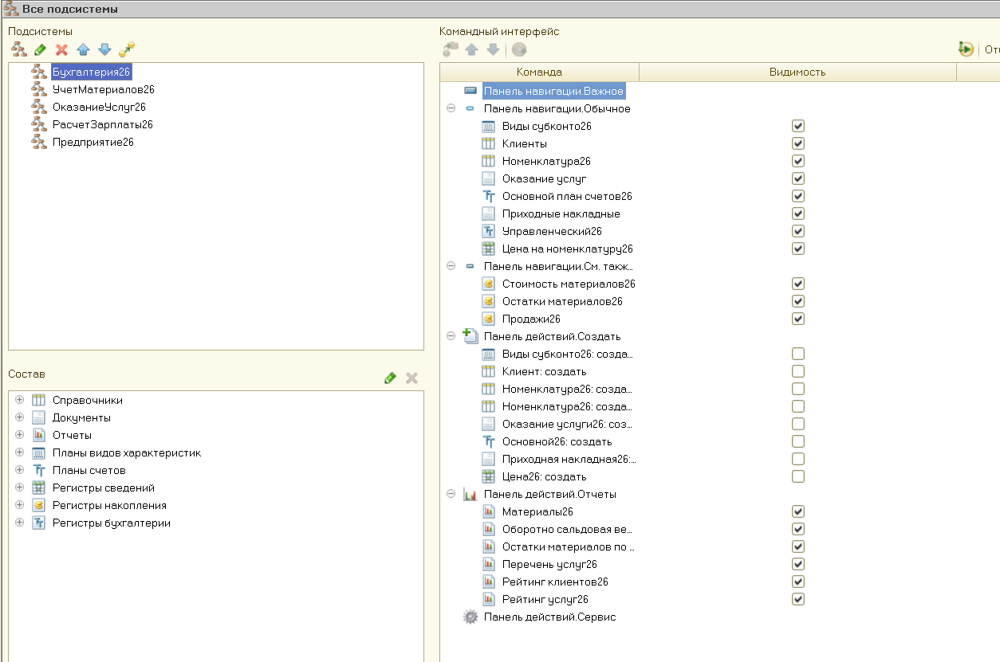 Все подсистемы
Подсистемы
Бухгалтерия26
УчетМатериалов26
ОказаниеУслуг26
РасчетЗарплаты26
Предприятие26
Состав
Справочники
Документы
Отчеты
Планы видов характеристик
Планы счетов
Регистры сведений
Регистры накопления
Регистры бухгалтерии
Командный интерфейс
Отс
Команда Видимость
Панель навигации.Важное
Панель навигации.Обычное
Виды субконто26
Клиенты
Номенклатура26
Оказание услуг
Основной план счетов26
Приходные накладные
Управленческий26
Цена на номенклатуру26
Панель навигации.См. такж...
Стоимость материалов26
Остатки материалов26
Продажи26
Панель действий.Создать
Виды субконто26: созда...
Клиент: создать
Номенклатура26: созда...
Номенклатура26: созда...
Оказание услуги26: соз...
Основной26: создать
Приходная накладная26:...
Цена26: создать
Панель действий.Отчеты
Материалы26
Оборотно сальдовая ве...
Остатки материалов по ...
Перечень услуг26
Рейтинг клиентов26
Рейтинг услуг26
Панель действий.Сервис